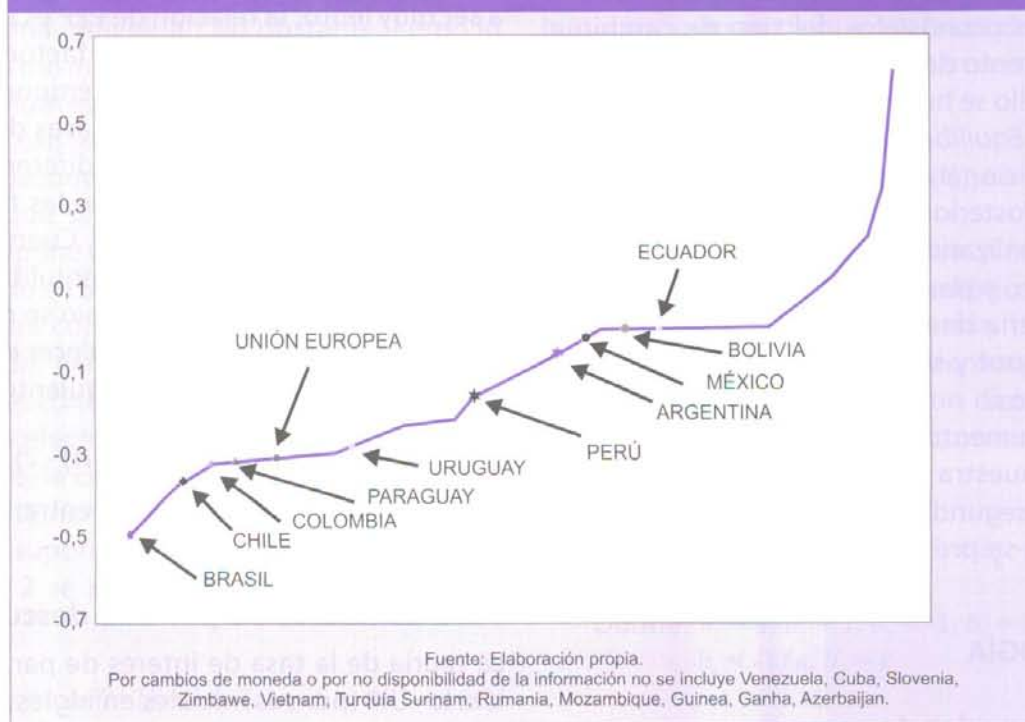 0,7
0,5
0,3
0, 1
-0,1
-0,3
-0,5
-0,7
ECUADOR
UNIÓN EUROPEA
BOLIVIA
MÉXICO
ARGENTINA
PERÚ
URUGUAY
PARAGUAY
COLOMBIA
CHILE
BRASIL
Fuente: Elaboración propia.
Por cambios de moneda o por no disponibilidad de la información no se incluye Venezuela, Cuba, Slovenia,
Zimbawe, Vietnam, Turquía Surinam, Rumania, Mozambique, Guinea, Ganha, Azerbaijan.